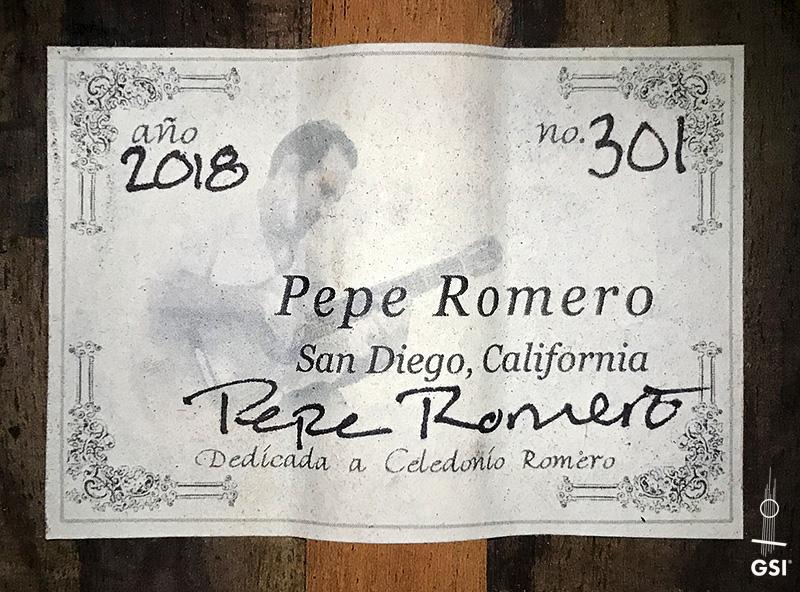 año
2018
no. 301
Pepe Romero
San Diego, California
Pepe Romero
Dedicada a Celedonio Romero
GSI